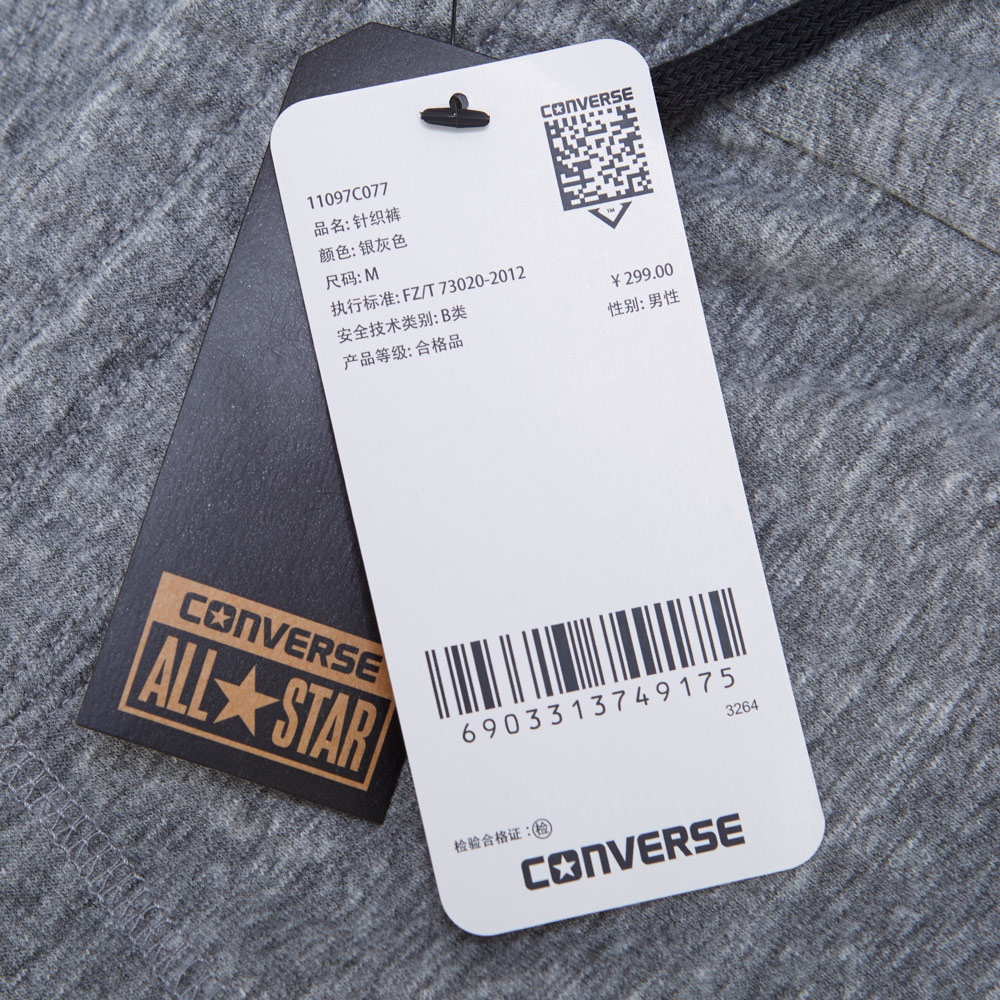 CONVERSE
TM
11097C077
品名: 针织裤
颜色: 银灰色
尺码: M
执行标准: FZ/T 73020-2012
安全技术类别: B类
产品等级: 合格品
¥ 299.00
性别: 男性
6903313749175
3264
检验合格证：检
CONVERSE
CONVERSE
ALL STAR